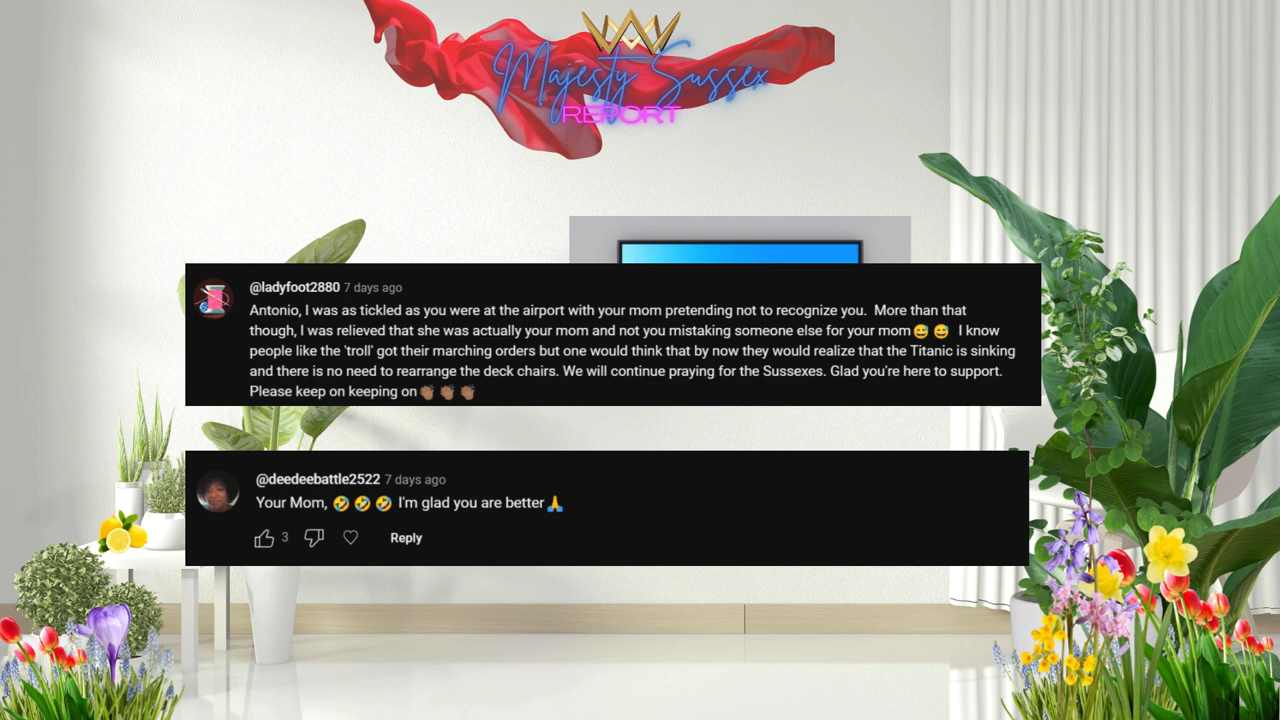 Majesty Sussex
REPORT
@ladyfoot2880 7 days ago
Antonio, I was as tickled as you were at the airport with your mom pretending not to recognize you. More than that
though, I was relieved that she was actually your mom and not you mistaking someone else for your mom😅 😅 I know
people like the 'troll' got their marching orders but one would think that by now they would realize that the Titanic is sinking
and there is no need to rearrange the deck chairs. We will continue praying for the Sussexes. Glad you're here to support.
Please keep on keeping on👏🏽 👏🏽 👏🏽
@deedeebattle2522 7 days ago
Your Mom, 🤣 🤣 🤣 I'm glad you are better🙏
3 Reply